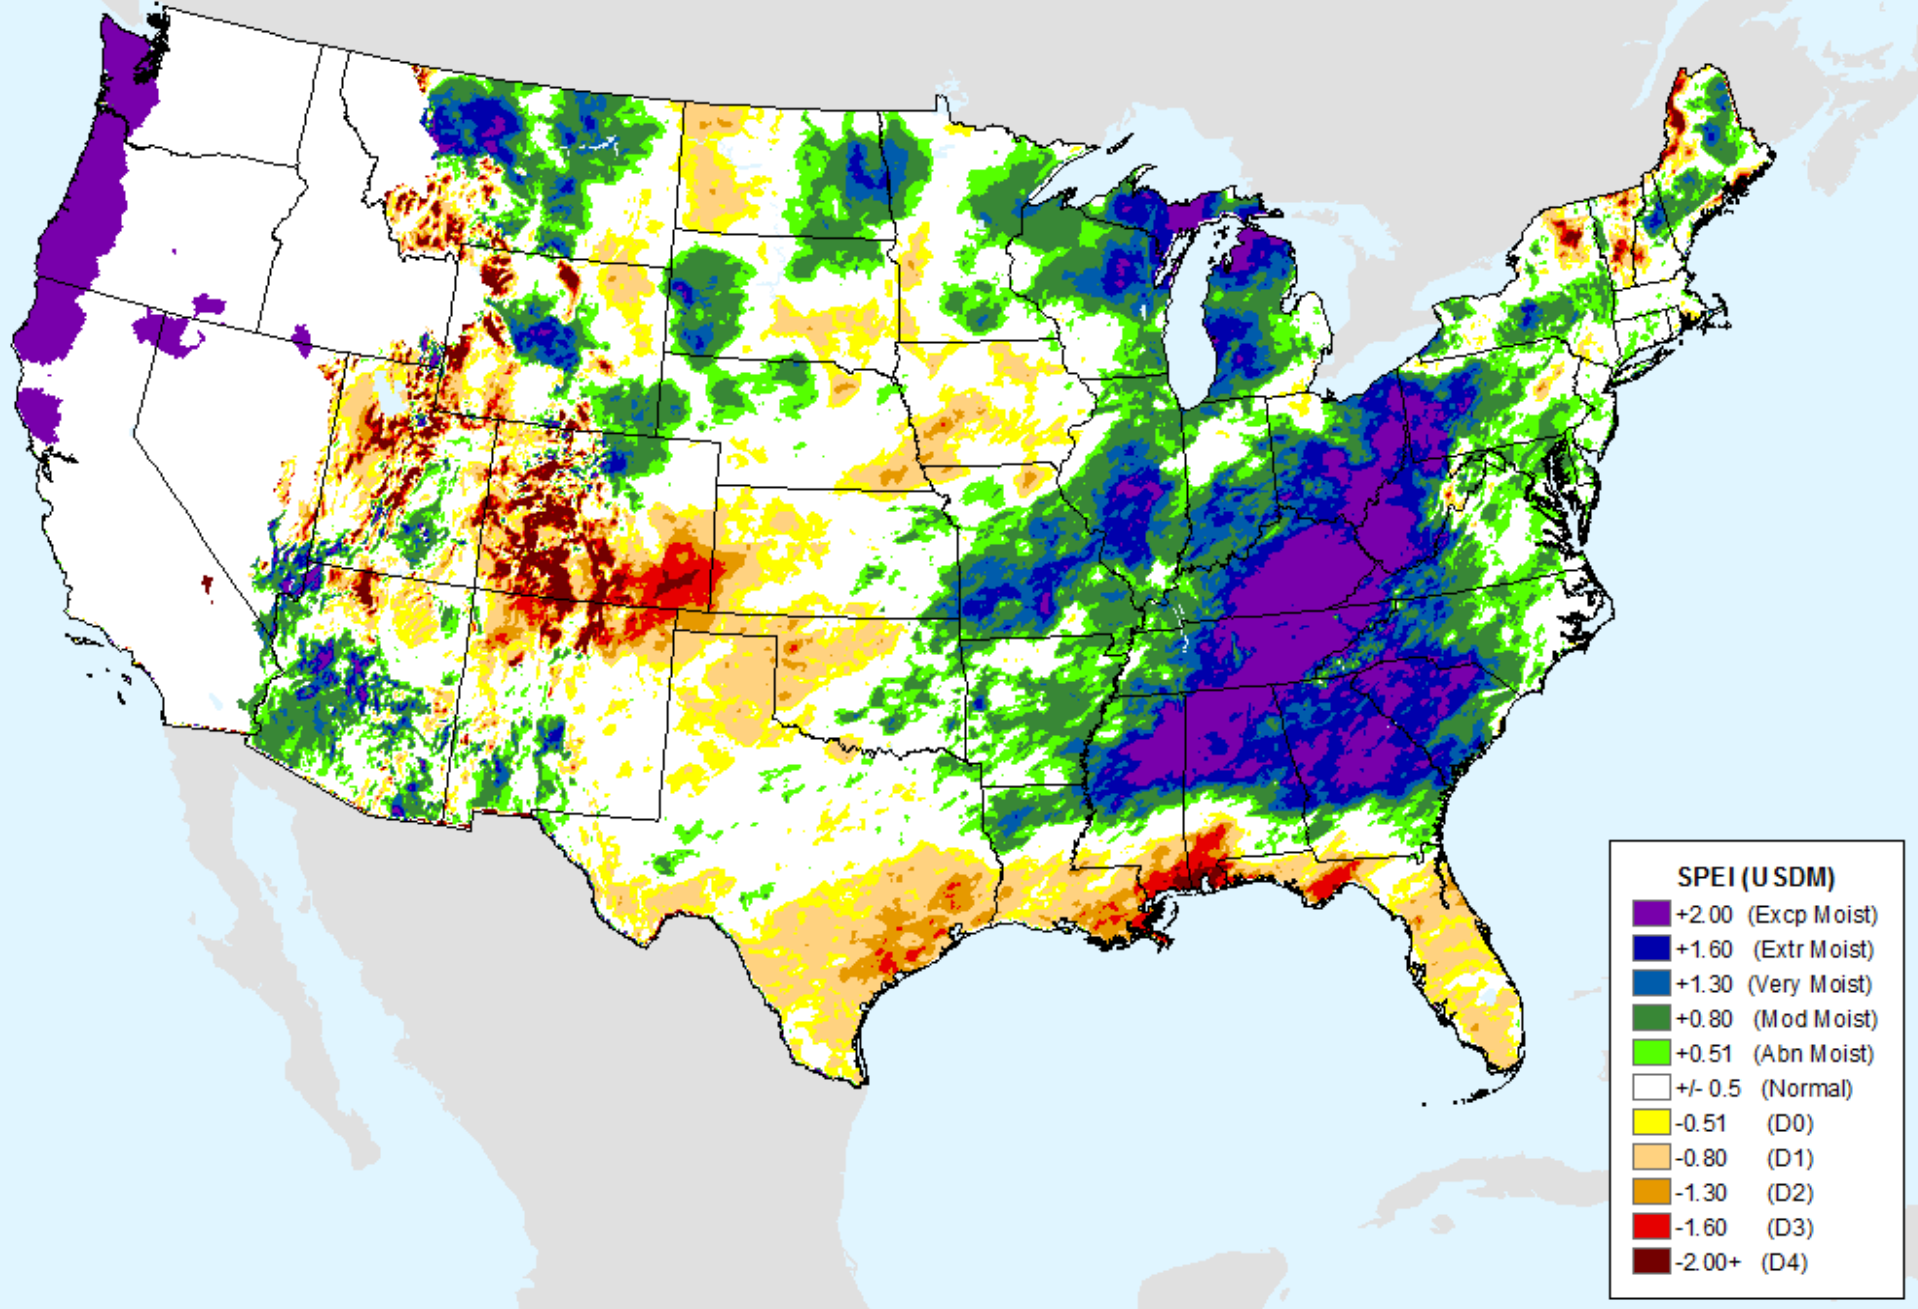 SPEI (USDM)
+2.00 (Excp Moist)
+1.60 (Extr Moist)
+1.30 (Very Moist)
+0.80 (Mod Moist)
+0.51 (Abn Moist)
+/- 0.5 (Normal)
-0.51 (D0)
-0.80 (D1)
-1.30 (D2)
-1.60 (D3)
-2.00+ (D4)